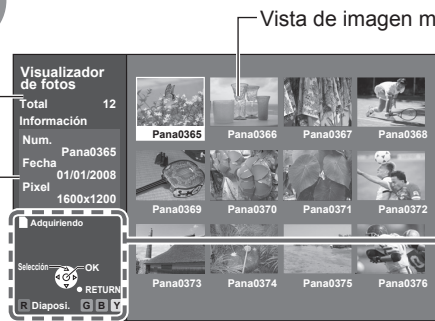 Vista de imagen m
Visualizador
de fotos
Total 12
Información
Num.
Pana0365
Fecha
01/01/2008
Pixel
1600x1200
Adquiriendo
Selección OK
RETURN
R Diaposi. G B Y
Pana0365 Pana0366 Pana0367 Pana0368
Pana0369 Pana0370 Pana0371 Pana0372
Pana0373 Pana0374 Pana0375 Pana0376